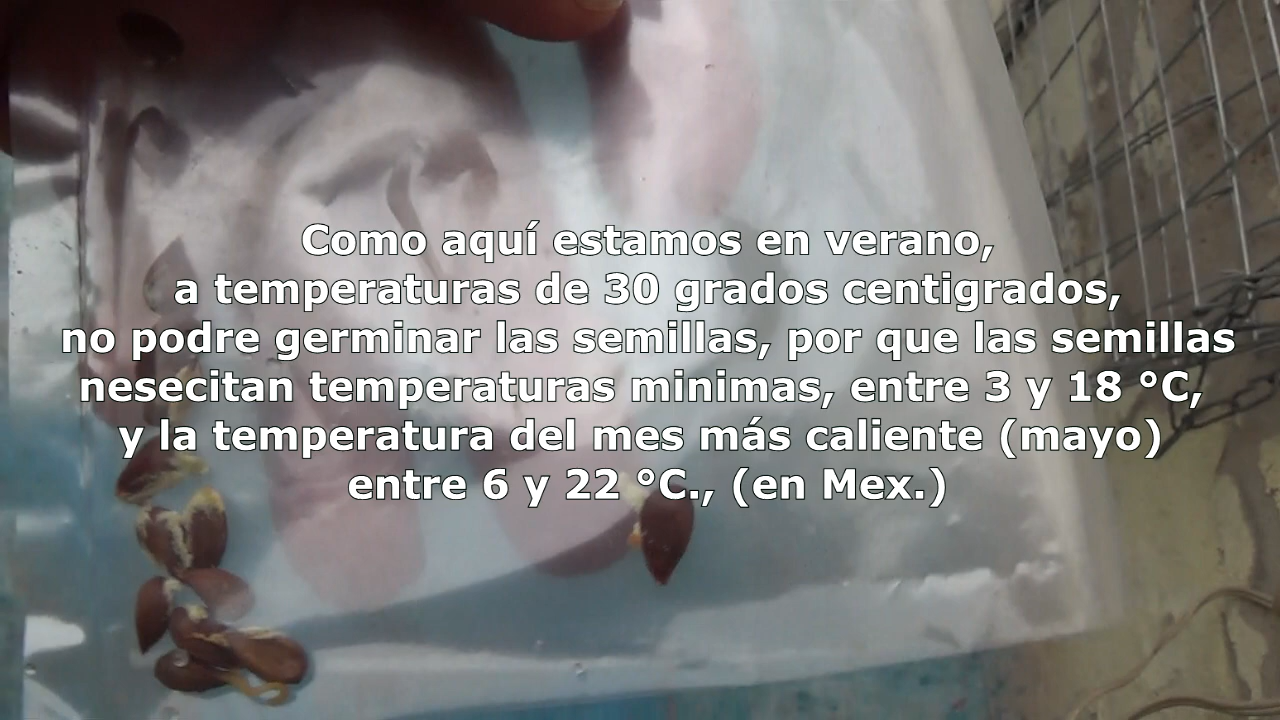 Como aquí estamos en verano,
a temperaturas de 30 grados centigrados,
no podre germinar las semillas, por que las semillas
nesecitan temperaturas minimas, entre 3 y 18 °C,
y la temperatura del mes más caliente (mayo)
entre 6 y 22 °C., (en Mex.)